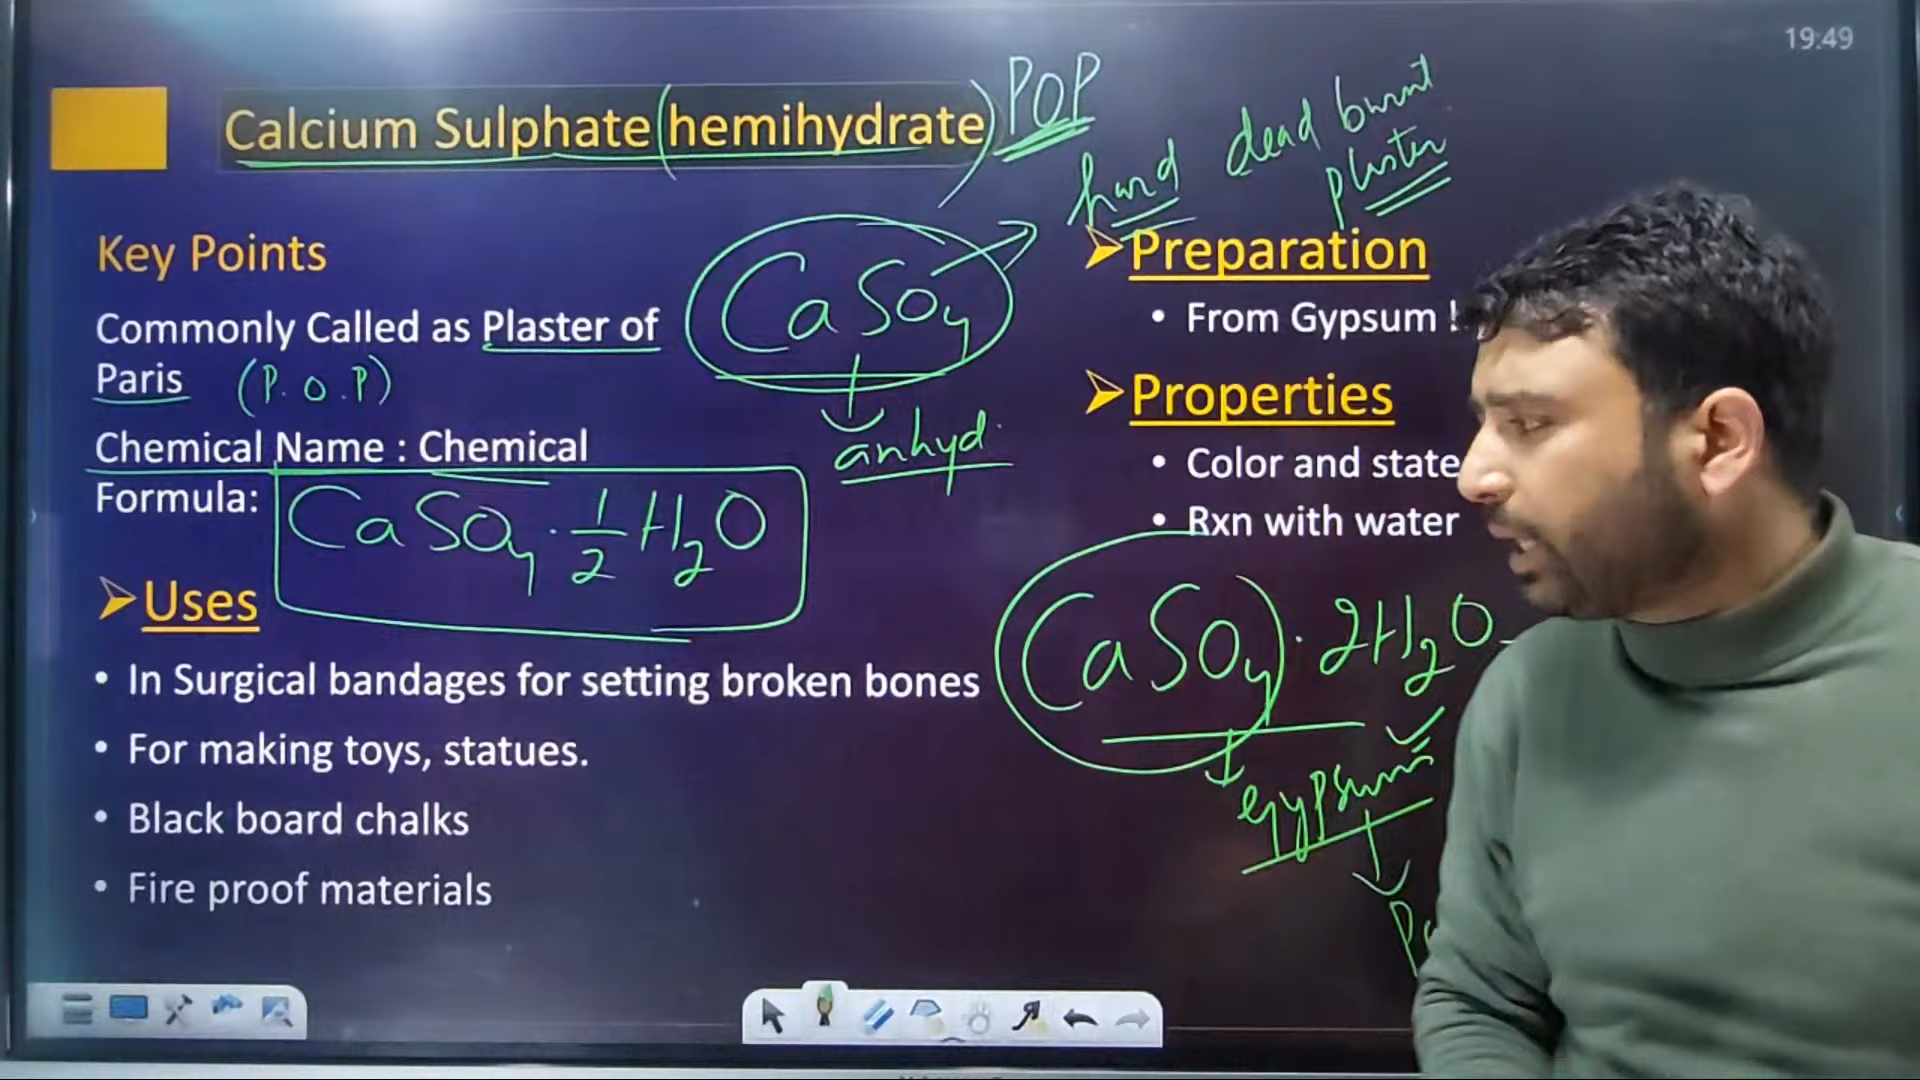 19:49
Calcium Sulphate (hemihydrate) POP
hard dead burnt
plaster
Key Points
Commonly Called as Plaster of
Paris (P.O.P)
CaSO4
anhyd.
Chemical Name : Chemical
Formula: CaSO4·1/2H2O
Uses
• In Surgical bandages for setting broken bones
• For making toys, statues.
• Black board chalks
• Fire proof materials
Preparation
• From Gypsum !
Properties
• Color and state
• Rxn with water
CaSO4·2H2O
gypsum